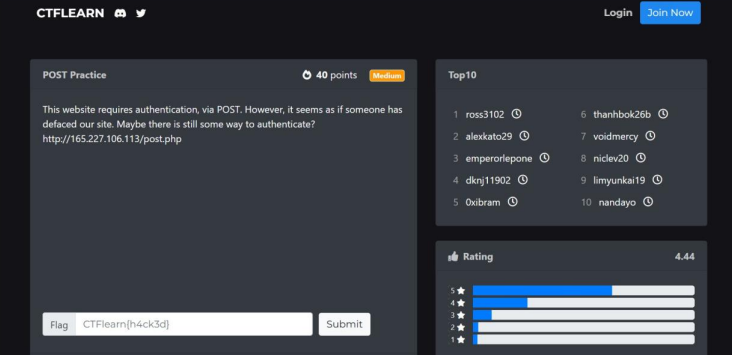 CTFLEARN
Login Join Now
POST Practice
40 points Medium
This website requires authentication, via POST. However, it seems as if someone has
defaced our site. Maybe there is still some way to authenticate?
http://165.227.106.113/post.php
Flag CTFlearn{h4ck3d} Submit
Top10
1 ross3102
2 alexkato29
3 emperorlepone
4 dknj11902
5 0xibram
6 thanhbok26b
7 voidmercy
8 niclev20
9 limyunkai19
10 nandayo
Rating 4.44
5
4
3
2
1